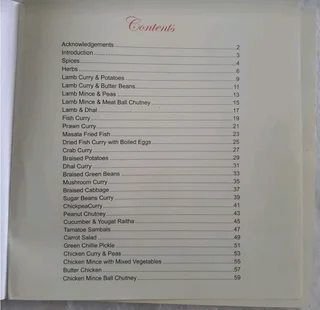 Contents
Acknowledgements 2
Introduction 3
Spices 4
Herbs 6
Lamb Curry & Potatoes 9
Lamb Curry & Butter Beans 11
Lamb Mince & Peas 13
Lamb Mince & Meat Ball Chutney 15
Lamb & Dhal 17
Fish Curry 19
Prawn Curry 21
Masala Fried Fish 23
Dried Fish Curry with Boiled Eggs 25
Crab Curry 27
Braised Potatoes 29
Dhal Curry 31
Braised Green Beans 33
Mushroom Curry 35
Braised Cabbage 37
Sugar Beans Curry 39
ChickpeaCurry 41
Peanut Chutney 43
Cucumber & Youget Raitha 45
Tamatoe Sambals 47
Carrot Salad 49
Green Chillie Pickle 51
Chicken Curry & Peas 53
Chicken Mince with Mixed Vegetables 55
Butter Chicken 57
Chicken Mince Ball Chutney 59